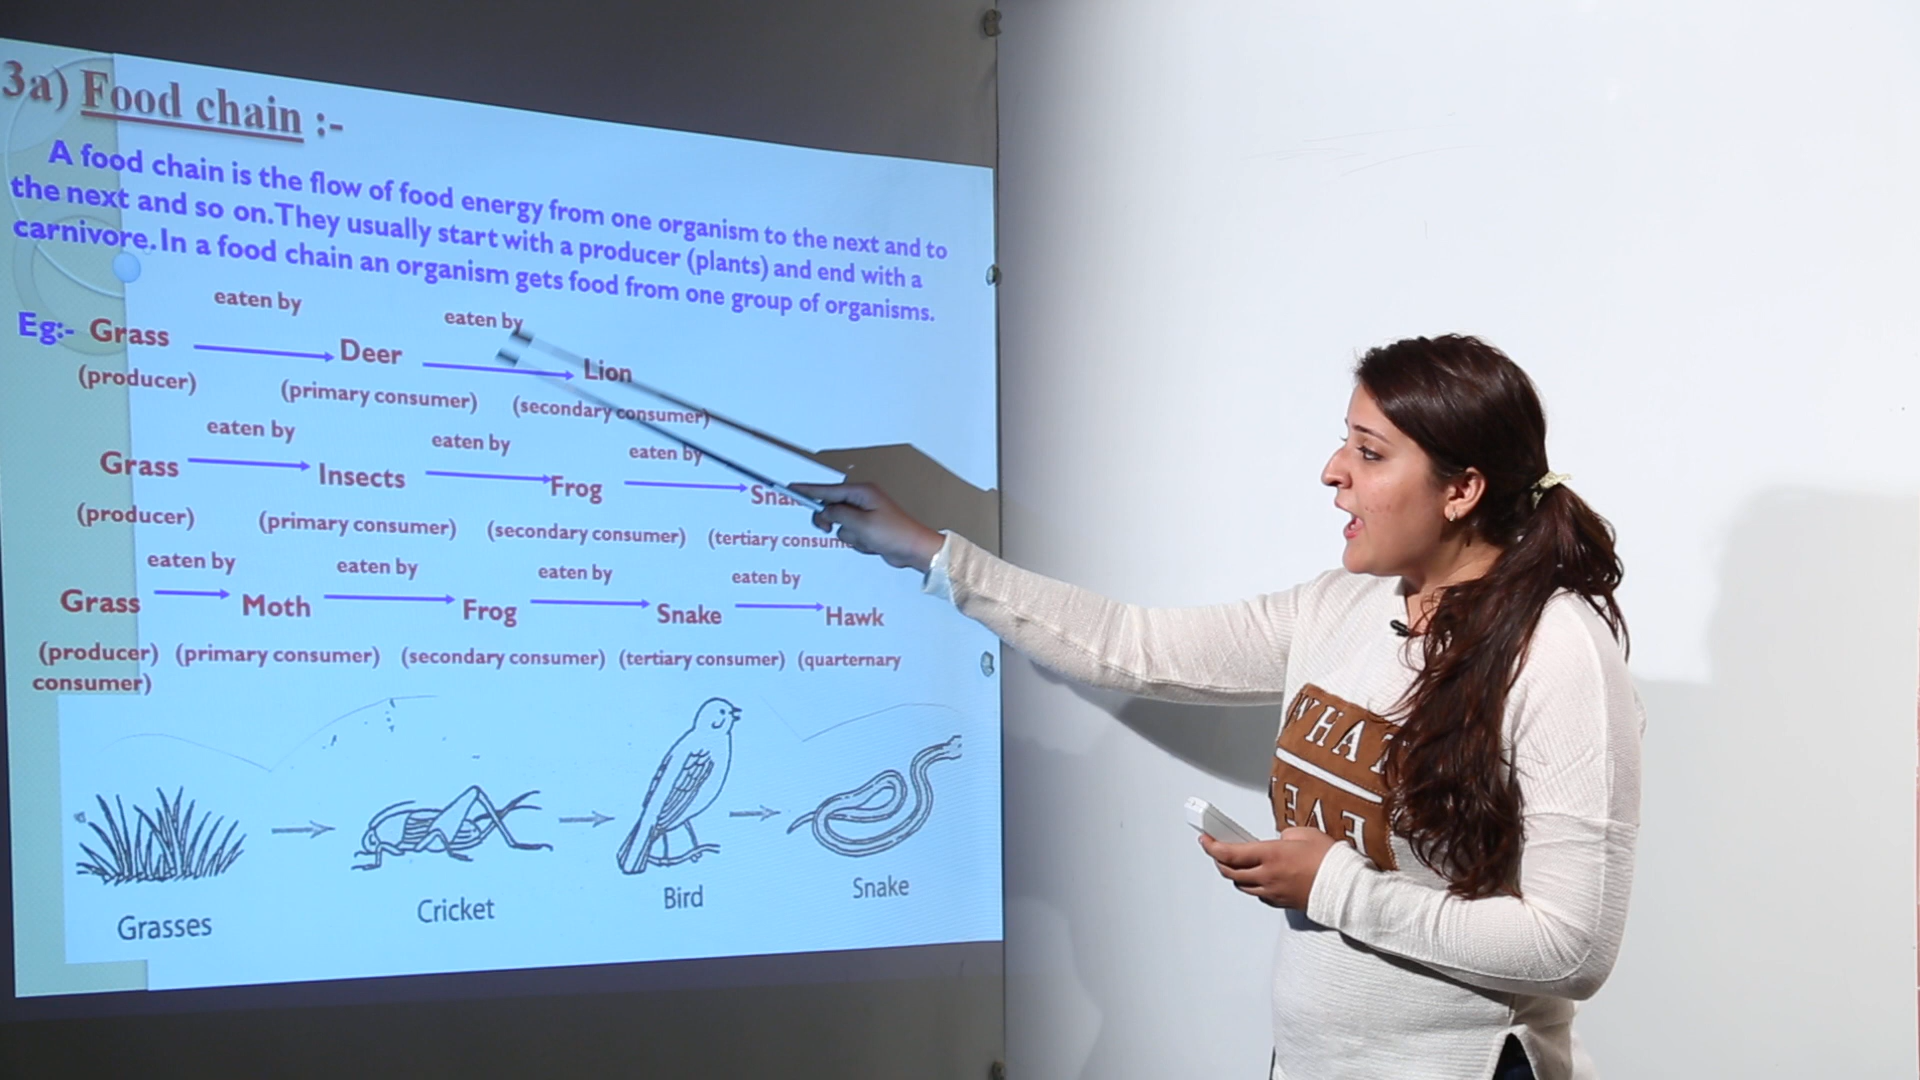 3a) Food chain :-
A food chain is the flow of food energy from one organism to the next and to
the next and so on. They usually start with a producer (plants) and end with a
carnivore. In a food chain an organism gets food from one group of organisms.
eaten by eaten by
Eg:- Grass Deer Lion
(producer) (primary consumer) (secondary consumer)
eaten by eaten by eaten by
Grass Insects Frog
(producer) (primary consumer) (secondary consumer) (tertiary
eaten by eaten by eaten by eaten by
Grass Moth Frog Snake Hawk
(producer) (primary consumer) (secondary consumer) (tertiary consumer) (quarternary
consumer)
Grasses Cricket Bird Snake
WHAT